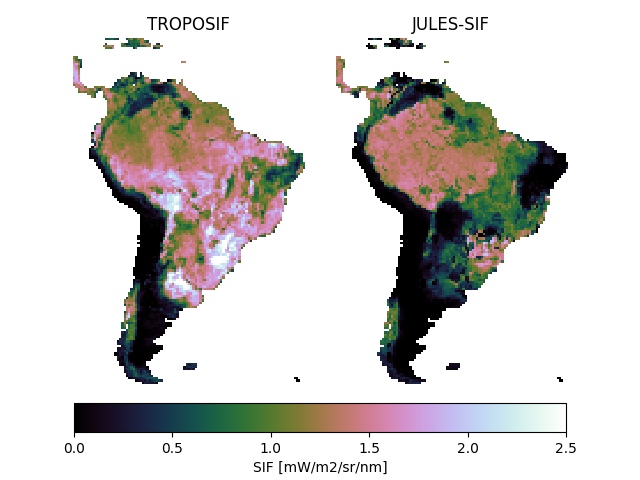 TROPOSIF JULES-SIF
0.0 0.5 1.0 1.5 2.0 2.5
SIF [mW/m2/sr/nm]